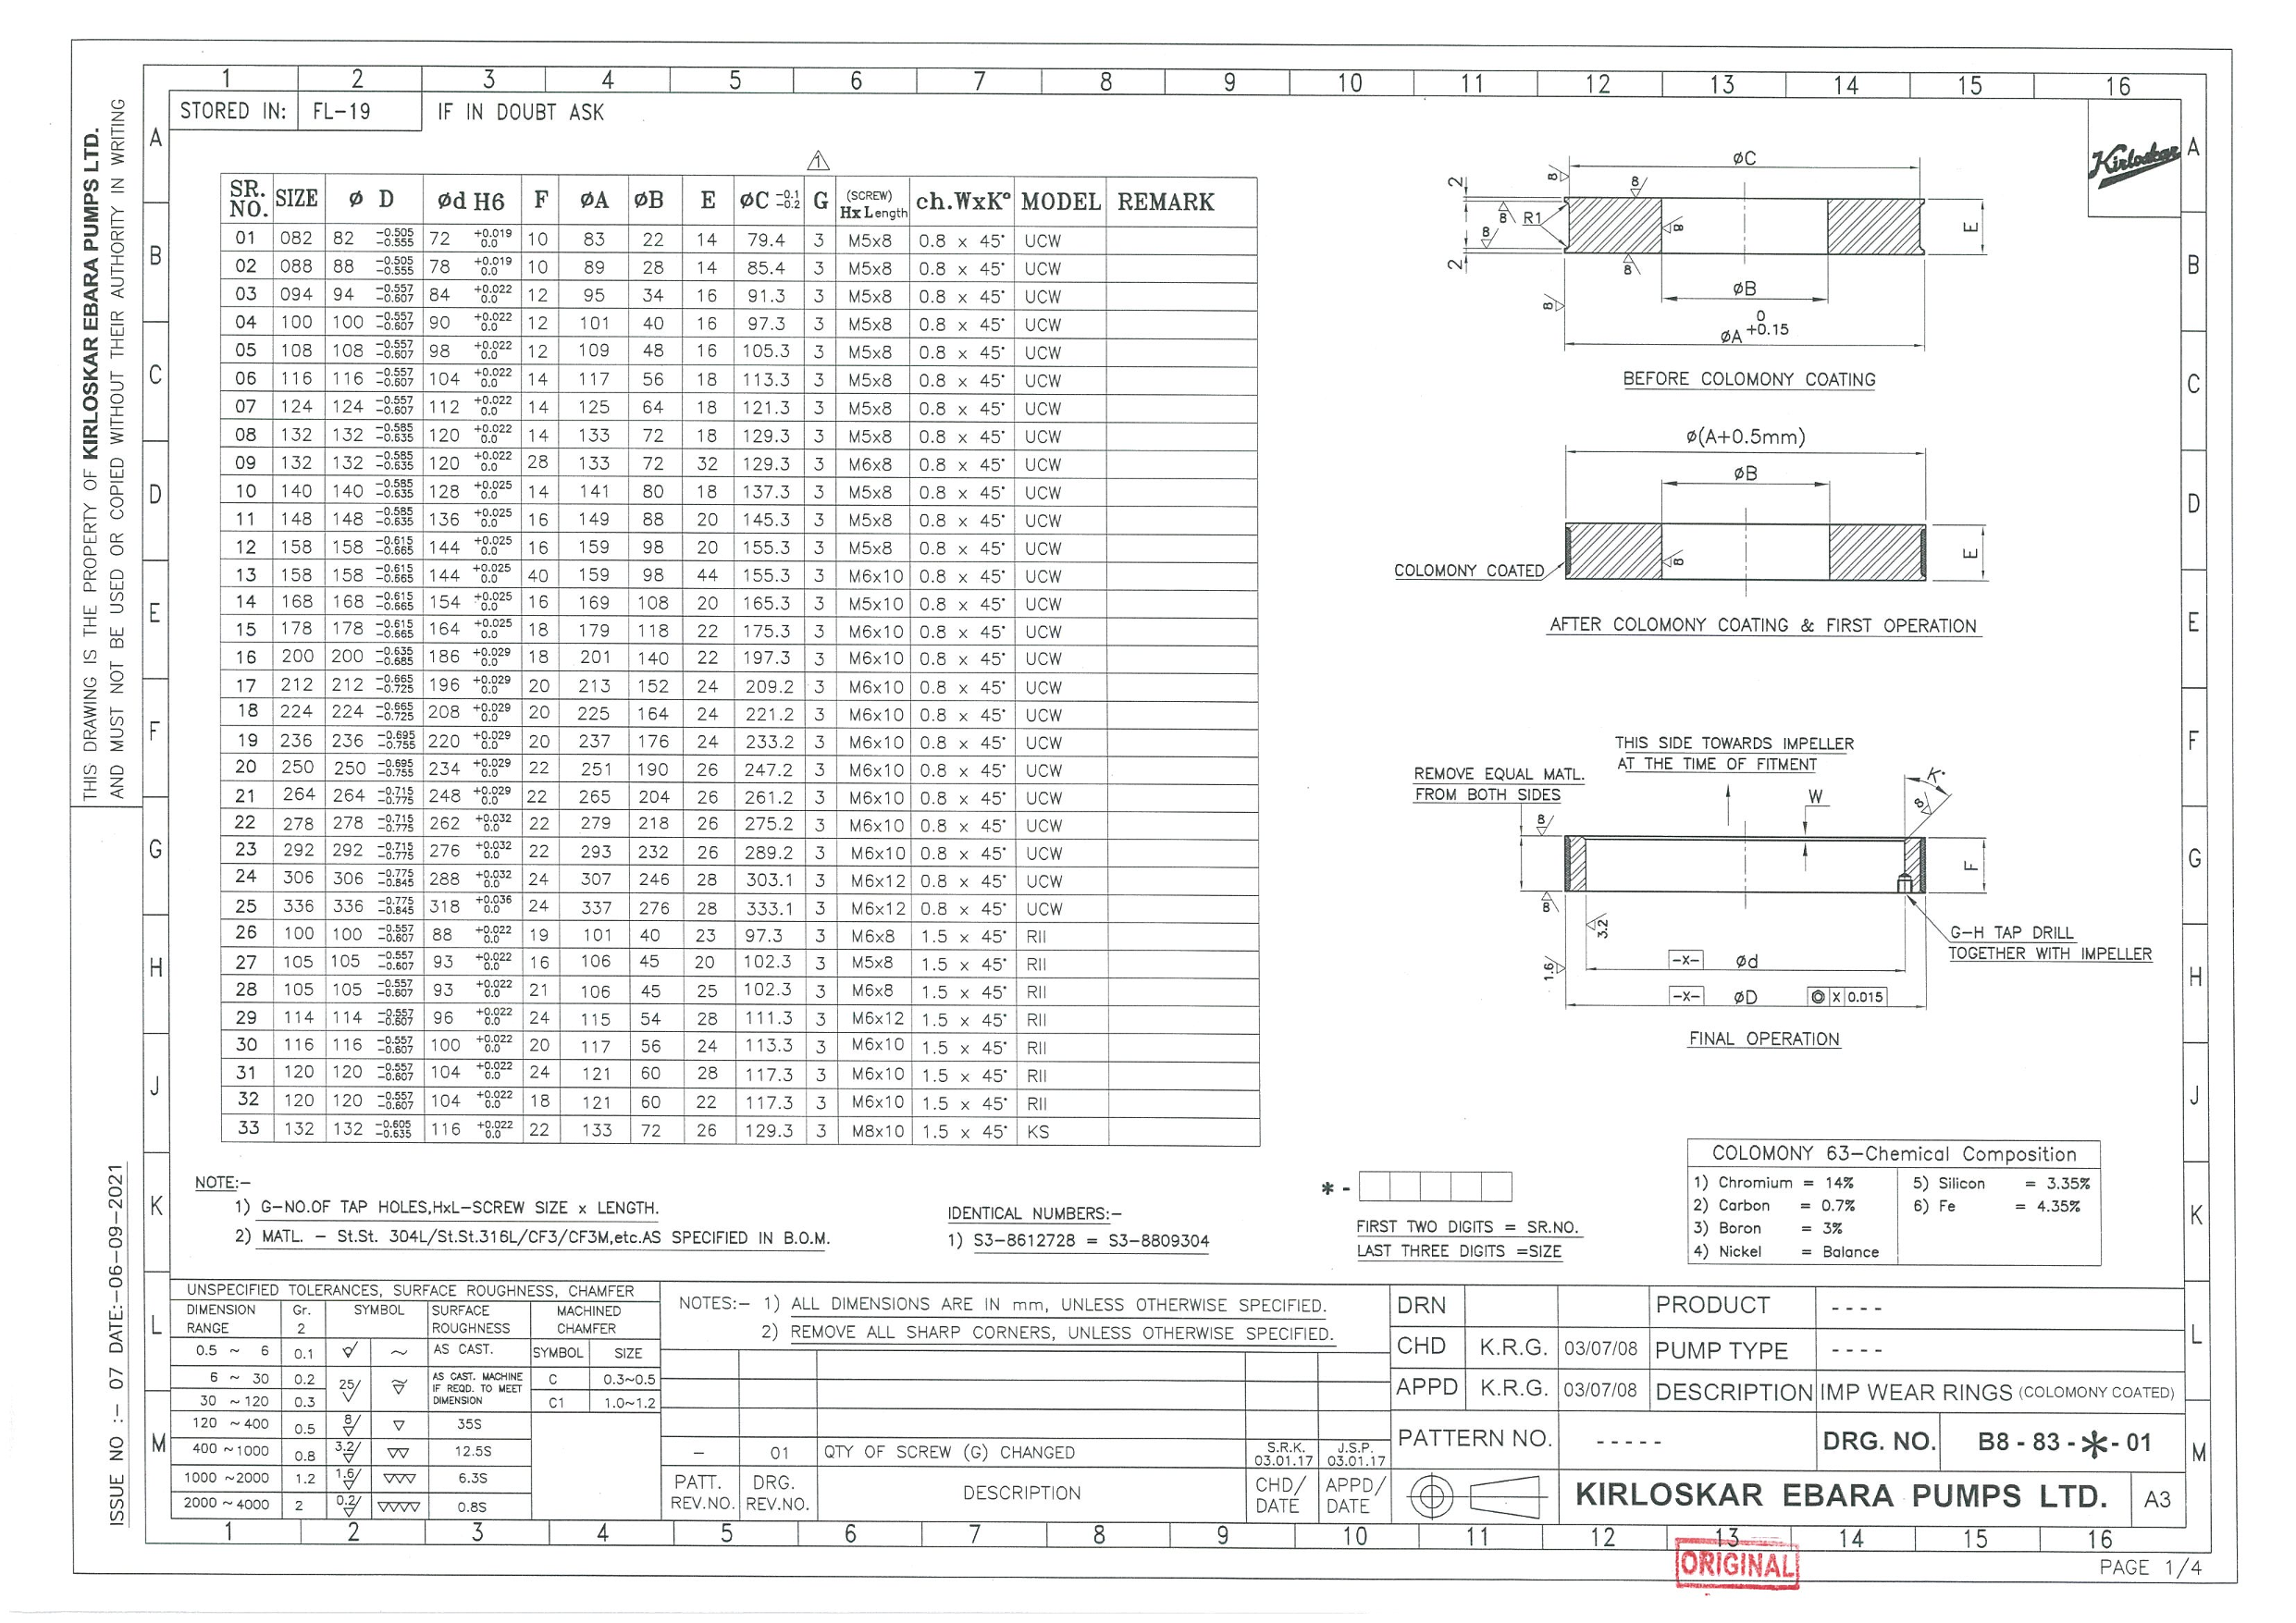 1 2 3 4 5 6 7 8 9 10 11 12 13 14 15 16
STORED IN: FL-19 IF IN DOUBT ASK
Kirloskar
THIS DRAWING IS THE PROPERTY OF KIRLOSKAR EBARA PUMPS LTD.
AND MUST NOT BE USED OR COPIED WITHOUT THEIR AUTHORITY IN WRITING
ISSUE NO :- 07 DATE:-06-09-2021
A B C D E F G H J K L M
A B C D E F G H J K L M
1
SR. NO. SIZE ø D ød H6 F øA øB E øC -0.1 -0.2 G (SCREW) HxLength ch.WxK° MODEL REMARK
01 082 82 -0.505 -0.555 72 +0.019 0.0 10 83 22 14 79.4 3 M5x8 0.8 x 45° UCW
02 088 88 -0.505 -0.555 78 +0.019 0.0 10 89 28 14 85.4 3 M5x8 0.8 x 45° UCW
03 094 94 -0.557 -0.607 84 +0.022 0.0 12 95 34 16 91.3 3 M5x8 0.8 x 45° UCW
04 100 100 -0.557 -0.607 90 +0.022 0.0 12 101 40 16 97.3 3 M5x8 0.8 x 45° UCW
05 108 108 -0.557 -0.607 98 +0.022 0.0 12 109 48 16 105.3 3 M5x8 0.8 x 45° UCW
06 116 116 -0.557 -0.607 104 +0.022 0.0 14 117 56 18 113.3 3 M5x8 0.8 x 45° UCW
07 124 124 -0.557 -0.607 112 +0.022 0.0 14 125 64 18 121.3 3 M5x8 0.8 x 45° UCW
08 132 132 -0.585 -0.635 120 +0.022 0.0 14 133 72 18 129.3 3 M5x8 0.8 x 45° UCW
09 132 132 -0.585 -0.635 120 +0.022 0.0 28 133 72 32 129.3 3 M6x8 0.8 x 45° UCW
10 140 140 -0.585 -0.635 128 +0.025 0.0 14 141 80 18 137.3 3 M5x8 0.8 x 45° UCW
11 148 148 -0.585 -0.635 136 +0.025 0.0 16 149 88 20 145.3 3 M5x8 0.8 x 45° UCW
12 158 158 -0.615 -0.665 144 +0.025 0.0 16 159 98 20 155.3 3 M5x8 0.8 x 45° UCW
13 158 158 -0.615 -0.665 144 +0.025 0.0 40 159 98 44 155.3 3 M6x10 0.8 x 45° UCW
14 168 168 -0.615 -0.665 154 +0.025 0.0 16 169 108 20 165.3 3 M5x10 0.8 x 45° UCW
15 178 178 -0.615 -0.665 164 +0.025 0.0 18 179 118 22 175.3 3 M6x10 0.8 x 45° UCW
16 200 200 -0.635 -0.685 186 +0.029 0.0 18 201 140 22 197.3 3 M6x10 0.8 x 45° UCW
17 212 212 -0.665 -0.725 196 +0.029 0.0 20 213 152 24 209.2 3 M6x10 0.8 x 45° UCW
18 224 224 -0.665 -0.725 208 +0.029 0.0 20 225 164 24 221.2 3 M6x10 0.8 x 45° UCW
19 236 236 -0.695 -0.755 220 +0.029 0.0 20 237 176 24 233.2 3 M6x10 0.8 x 45° UCW
20 250 250 -0.695 -0.755 234 +0.029 0.0 22 251 190 26 247.2 3 M6x10 0.8 x 45° UCW
21 264 264 -0.715 -0.775 248 +0.029 0.0 22 265 204 26 261.2 3 M6x10 0.8 x 45° UCW
22 278 278 -0.715 -0.775 262 +0.032 0.0 22 279 218 26 275.2 3 M6x10 0.8 x 45° UCW
23 292 292 -0.715 -0.775 276 +0.032 0.0 22 293 232 26 289.2 3 M6x10 0.8 x 45° UCW
24 306 306 -0.775 -0.845 288 +0.032 0.0 24 307 246 28 303.1 3 M6x12 0.8 x 45° UCW
25 336 336 -0.775 -0.845 318 +0.036 0.0 24 337 276 28 333.1 3 M6x12 0.8 x 45° UCW
26 100 100 -0.557 -0.607 88 +0.022 0.0 19 101 40 23 97.3 3 M6x8 1.5 x 45° RII
27 105 105 -0.557 -0.607 93 +0.022 0.0 16 106 45 20 102.3 3 M5x8 1.5 x 45° RII
28 105 105 -0.557 -0.607 93 +0.022 0.0 21 106 45 25 102.3 3 M6x8 1.5 x 45° RII
29 114 114 -0.557 -0.607 96 +0.022 0.0 24 115 54 28 111.3 3 M6x12 1.5 x 45° RII
30 116 116 -0.557 -0.607 100 +0.022 0.0 20 117 56 24 113.3 3 M6x10 1.5 x 45° RII
31 120 120 -0.557 -0.607 104 +0.022 0.0 24 121 60 28 117.3 3 M6x10 1.5 x 45° RII
32 120 120 -0.557 -0.607 104 +0.022 0.0 18 121 60 22 117.3 3 M6x10 1.5 x 45° RII
33 132 132 -0.605 -0.635 116 +0.022 0.0 22 133 72 26 129.3 3 M8x10 1.5 x 45° KS
øC
8 8 2 8 R1 8 8 2 8 8 E
øB
øA 0 +0.15
BEFORE COLOMONY COATING
ø(A+0.5mm)
øB
8 E
COLOMONY COATED
AFTER COLOMONY COATING & FIRST OPERATION
THIS SIDE TOWARDS IMPELLER
AT THE TIME OF FITMENT
REMOVE EQUAL MATL.
FROM BOTH SIDES
8 W K° 8 F 8 3.2 1.6
G-H TAP DRILL
TOGETHER WITH IMPELLER
-X- ød
-X- øD ◎ X 0.015
FINAL OPERATION
COLOMONY 63-Chemical Composition
1) Chromium = 14% 5) Silicon = 3.35%
2) Carbon = 0.7% 6) Fe = 4.35%
3) Boron = 3%
4) Nickel = Balance
NOTE:-
1) G-NO.OF TAP HOLES,HxL-SCREW SIZE x LENGTH.
2) MATL. - St.St. 304L/St.St.316L/CF3/CF3M,etc.AS SPECIFIED IN B.O.M.
IDENTICAL NUMBERS:-
1) S3-8612728 = S3-8809304
* -
FIRST TWO DIGITS = SR.NO.
LAST THREE DIGITS =SIZE
UNSPECIFIED TOLERANCES, SURFACE ROUGHNESS, CHAMFER
DIMENSION RANGE Gr. 2 SYMBOL SURFACE ROUGHNESS MACHINED CHAMFER
0.5 ~ 6 0.1 ~ AS CAST. SYMBOL SIZE
6 ~ 30 0.2 25 AS CAST. MACHINE IF REQD. TO MEET DIMENSION C 0.3~0.5
30 ~ 120 0.3 C1 1.0~1.2
120 ~ 400 0.5 8 35S
400 ~1000 0.8 3.2 12.5S
1000 ~2000 1.2 1.6 6.3S
2000 ~ 4000 2 0.2 0.8S
NOTES:- 1) ALL DIMENSIONS ARE IN mm, UNLESS OTHERWISE SPECIFIED.
2) REMOVE ALL SHARP CORNERS, UNLESS OTHERWISE SPECIFIED.
- 01 QTY OF SCREW (G) CHANGED S.R.K. 03.01.17 J.S.P. 03.01.17
PATT. REV.NO. DRG. REV.NO. DESCRIPTION CHD/ DATE APPD/ DATE
DRN PRODUCT ----
CHD K.R.G. 03/07/08 PUMP TYPE ----
APPD K.R.G. 03/07/08 DESCRIPTION IMP WEAR RINGS (COLOMONY COATED)
PATTERN NO. ----- DRG. NO. B8 - 83 - * - 01
KIRLOSKAR EBARA PUMPS LTD. A3
1 2 3 4 5 6 7 8 9 10 11 12 13 14 15 16
ORIGINAL
PAGE 1/4